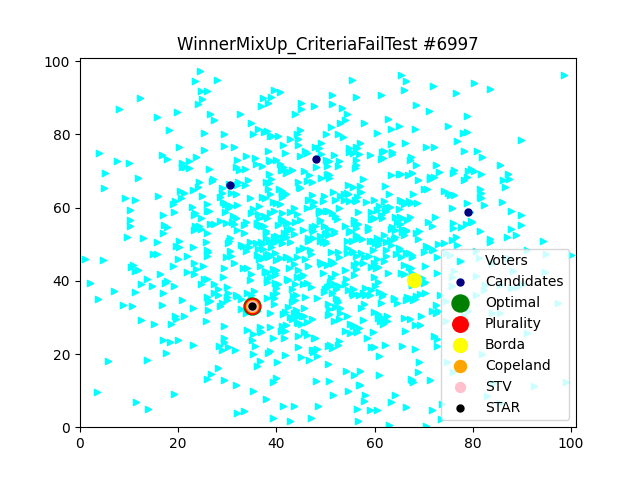 WinnerMixUp_CriteriaFailTest #6997
100
80
60
40
20
0
0
20
40
60
80
100
Voters
Candidates
Optimal
Plurality
Borda
Copeland
STV
STAR